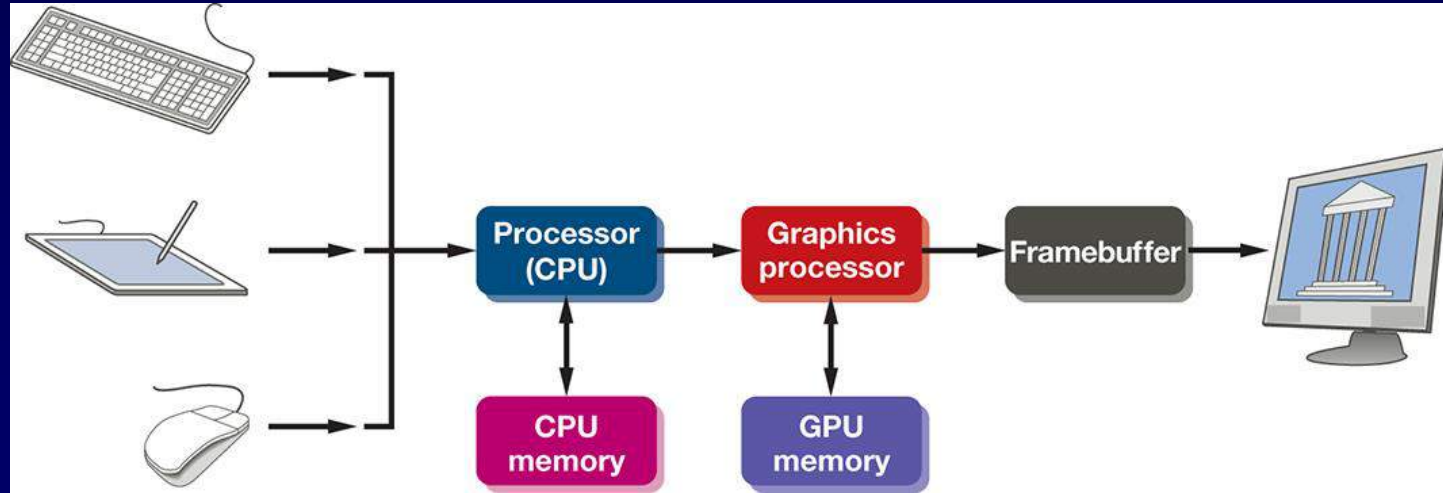 Processor
(CPU)
Graphics
processor
Framebuffer
CPU
memory
GPU
memory